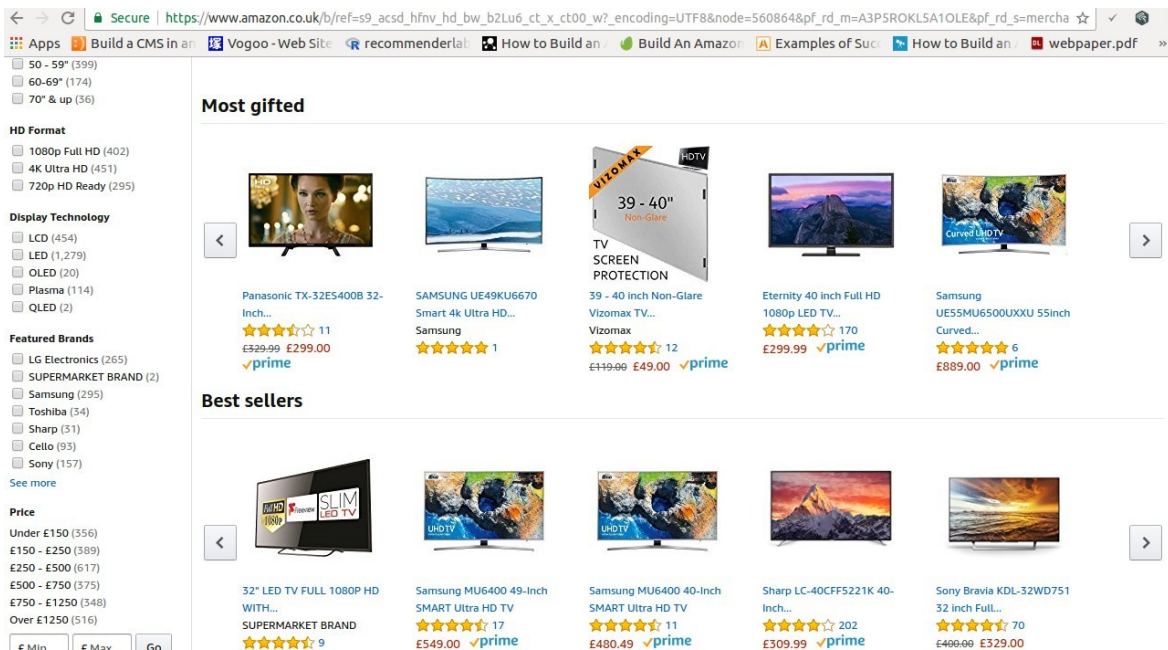 Secure | https://www.amazon.co.uk/b/ref=s9_acsd_hfnv_hd_bw_b2Lu6_ct_x_ct00_w?_encoding=UTF8&node=560864&pf_rd_m=A3P5ROKL5A1OLE&pf_rd_s=mercha
Apps Build a CMS in an Vogoo - Web Site recommenderlab How to Build an Build An Amazon Examples of Succ How to Build an webpaper.pdf »
50 - 59" (399)
60-69" (174)
70" & up (36)
HD Format
1080p Full HD (402)
4K Ultra HD (451)
720p HD Ready (295)
Display Technology
LCD (454)
LED (1,279)
OLED (20)
Plasma (114)
QLED (2)
Featured Brands
LG Electronics (265)
SUPERMARKET BRAND (2)
Samsung (295)
Toshiba (34)
Sharp (31)
Cello (93)
Sony (157)
See more
Price
Under £150 (356)
£150 - £250 (389)
£250 - £500 (617)
£500 - £750 (375)
£750 - £1250 (348)
Over £1250 (516)
£ Min £ Max Go
Most gifted
HD
Panasonic TX-32ES400B 32-
Inch...
11
£329.99 £299.00
prime
SAMSUNG UE49KU6670
Smart 4k Ultra HD...
Samsung
1
VIZOMAX
HDTV
39 - 40"
Non-Glare
TV
SCREEN
PROTECTION
39 - 40 inch Non-Glare
Vizomax TV...
Vizomax
12
£119.00 £49.00 prime
Eternity 40 inch Full HD
1080p LED TV...
170
£299.99 prime
Curved UHDTV
Samsung
UE55MU6500UXXU 55inch
Curved...
6
£889.00 prime
Best sellers
Full HD
1080p
Freeview
SLIM
LED TV
32" LED TV FULL 1080P HD
WITH...
SUPERMARKET BRAND
9
UHDTV
Samsung MU6400 49-Inch
SMART Ultra HD TV
17
£549.00 prime
UHDTV
Samsung MU6400 40-Inch
SMART Ultra HD TV
11
£480.49 prime
Sharp LC-40CFF5221K 40-
Inch...
202
£309.99 prime
Sony Bravia KDL-32WD751
32 inch Full...
70
£400.00 £329.00